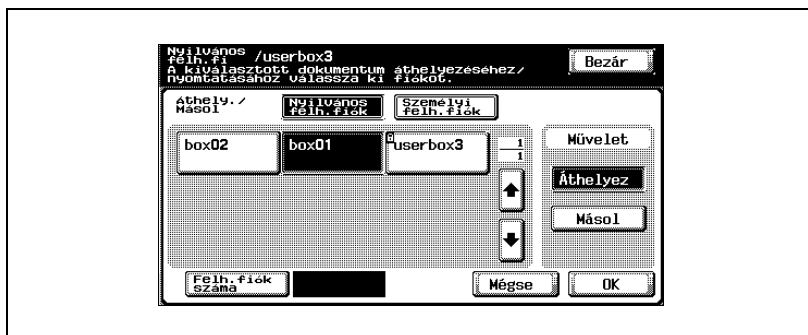 Nyilvános
felh.fi /userbox3
A kiválasztott dokumentum áthelyezéséhez/
nyomtatásához válassza ki fiókot.
Bezár
áthely./
Másol
Nyilvános
felh.fiók
Személyi
felh.fiók
box02
box01
userbox3
1
1
Művelet
Áthelyez
Másol
Felh.fiók
száma
Mégse
OK